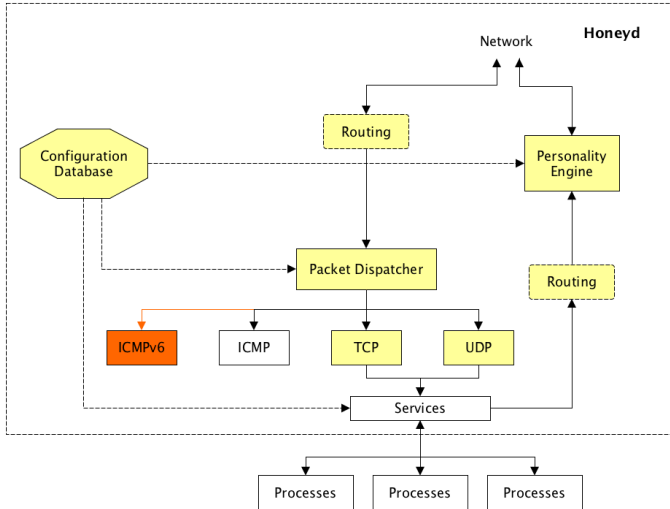 Honeyd
Network
Routing
Configuration
Database
Personality
Engine
Packet Dispatcher
Routing
ICMPv6
ICMP
TCP
UDP
Services
Processes
Processes
Processes